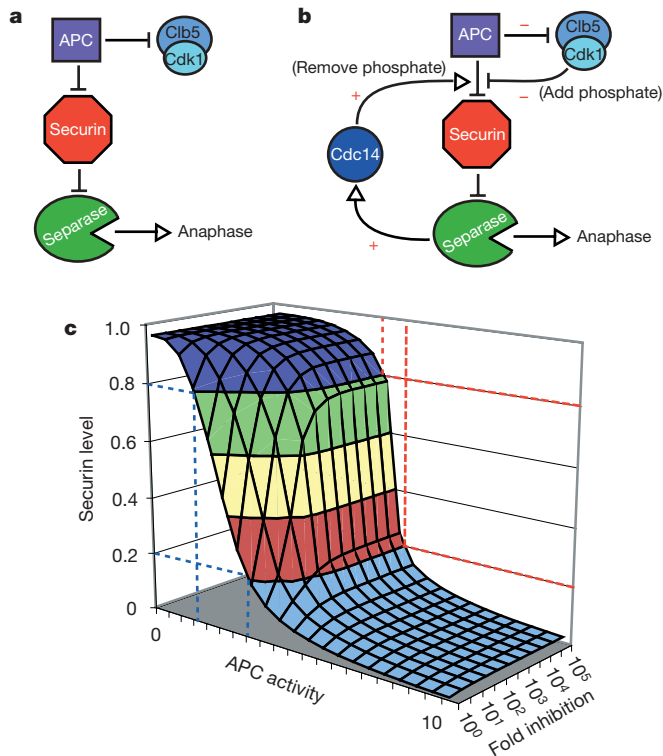 a
APC
Clb5
Cdk1
Securin
Separase
Anaphase
b
APC
–
Clb5
Cdk1
(Remove phosphate)
+
–
(Add phosphate)
Securin
Cdc14
Separase
+
Anaphase
c
Securin level
1.0
0.8
0.6
0.4
0.2
0
0
APC activity
10
10⁰
10¹
10²
10³
10⁴
10⁵
Fold inhibition